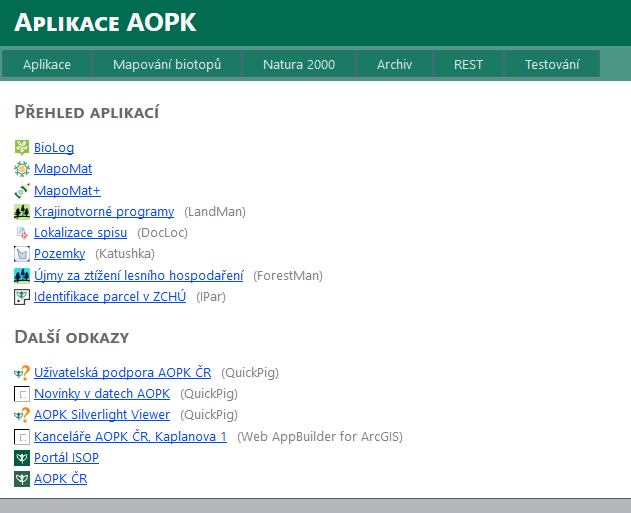 Aplikace AOPK
Aplikace Mapování biotopů Natura 2000 Archiv REST Testování
Přehled aplikací
BioLog
MapoMat
MapoMat+
Krajinotvorné programy (LandMan)
Lokalizace spisu (DocLoc)
Pozemky (Katushka)
Újmy za ztížení lesního hospodaření (ForestMan)
Identifikace parcel v ZCHÚ (IPar)
Další odkazy
Uživatelská podpora AOPK ČR (QuickPig)
Novinky v datech AOPK (QuickPig)
AOPK Silverlight Viewer (QuickPig)
Kanceláře AOPK ČR, Kaplanova 1 (Web AppBuilder for ArcGIS)
Portál ISOP
AOPK ČR